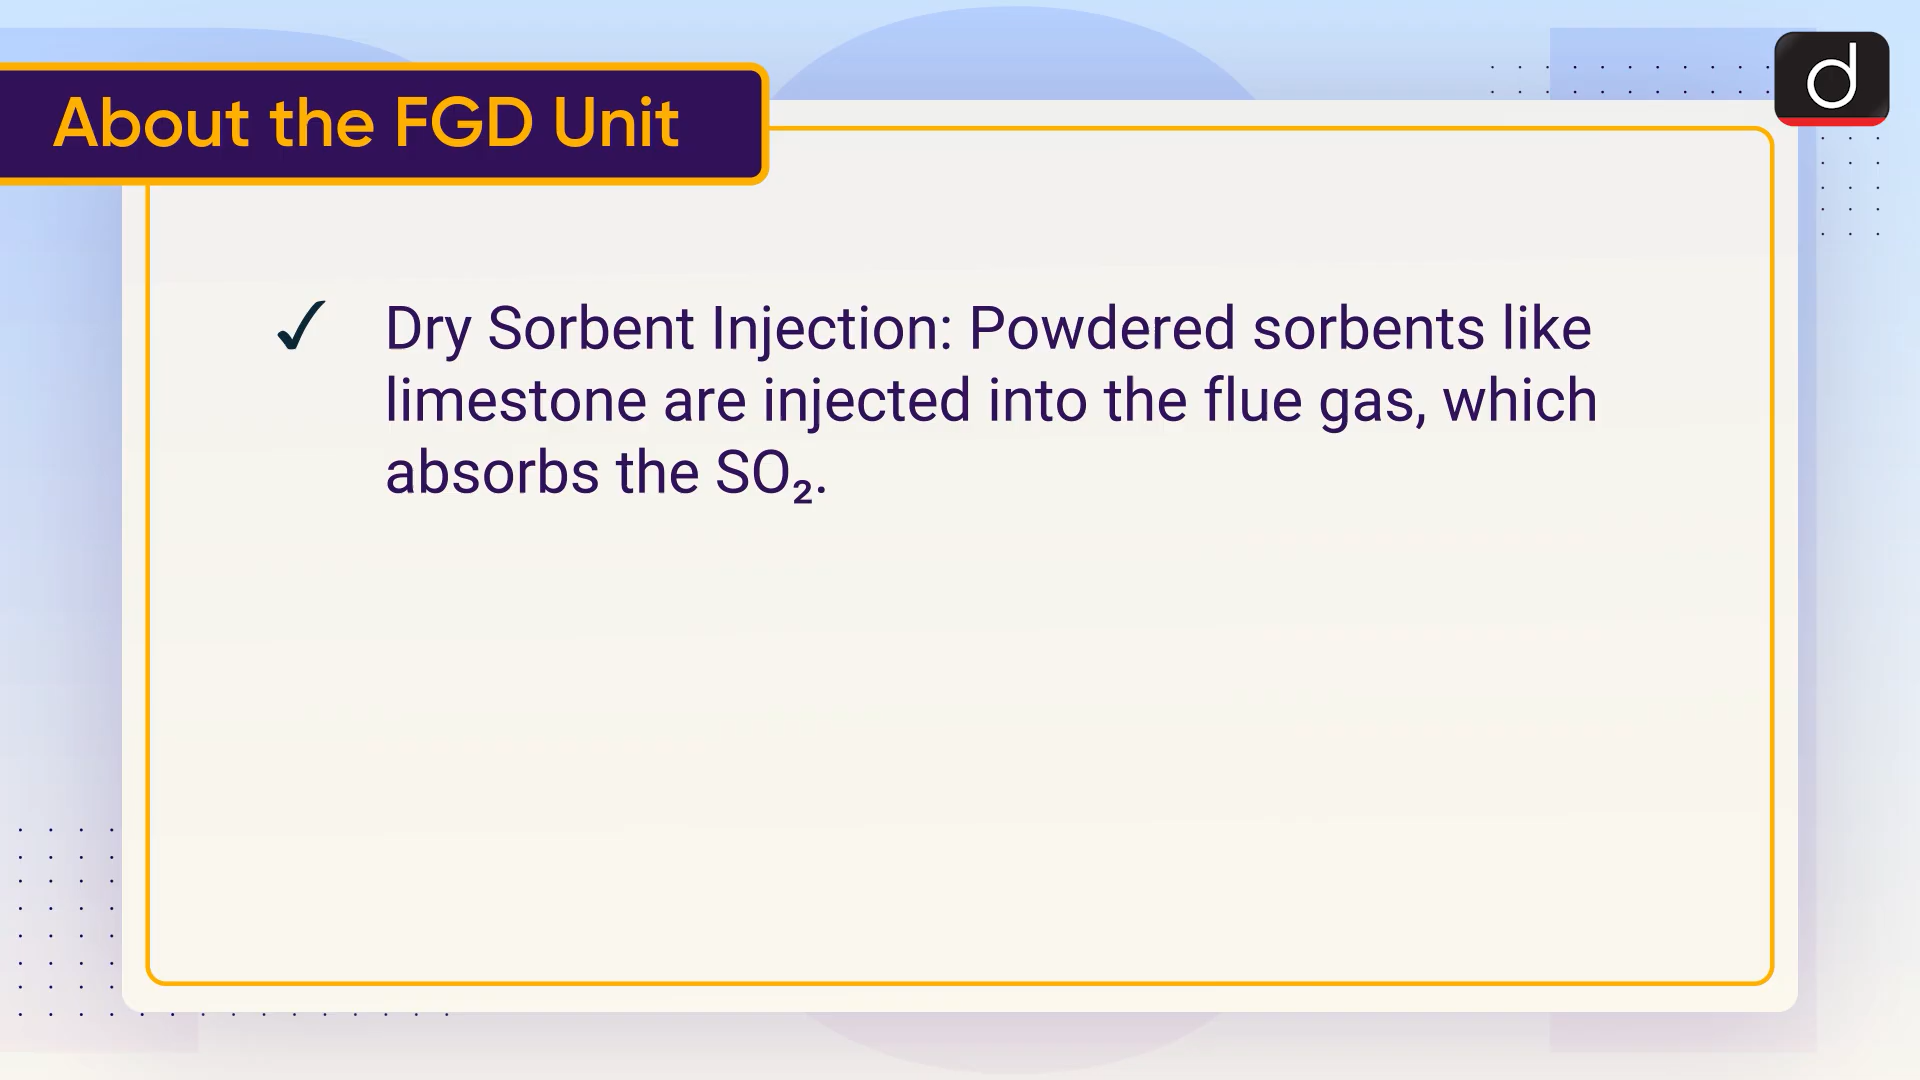 About the FGD Unit
d
✓ Dry Sorbent Injection: Powdered sorbents like
limestone are injected into the flue gas, which
absorbs the SO₂.